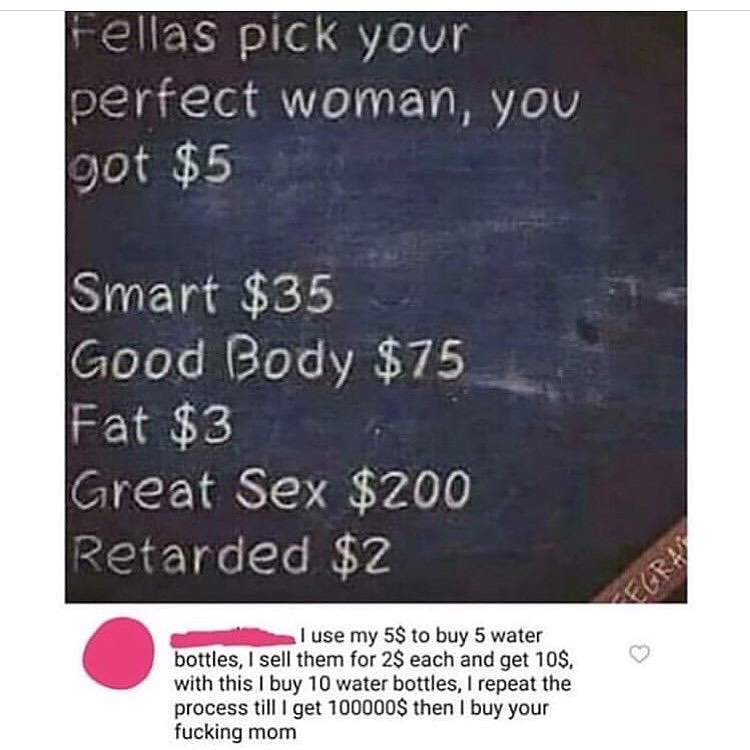 Fellas pick your
perfect woman, you
got $5
Smart $35
Good Body $75
Fat $3
Great Sex $200
Retarded $2
I use my 5$ to buy 5 water
bottles, I sell them for 2$ each and get 10$,
with this I buy 10 water bottles, I repeat the
process till I get 100000$ then I buy your
fucking mom